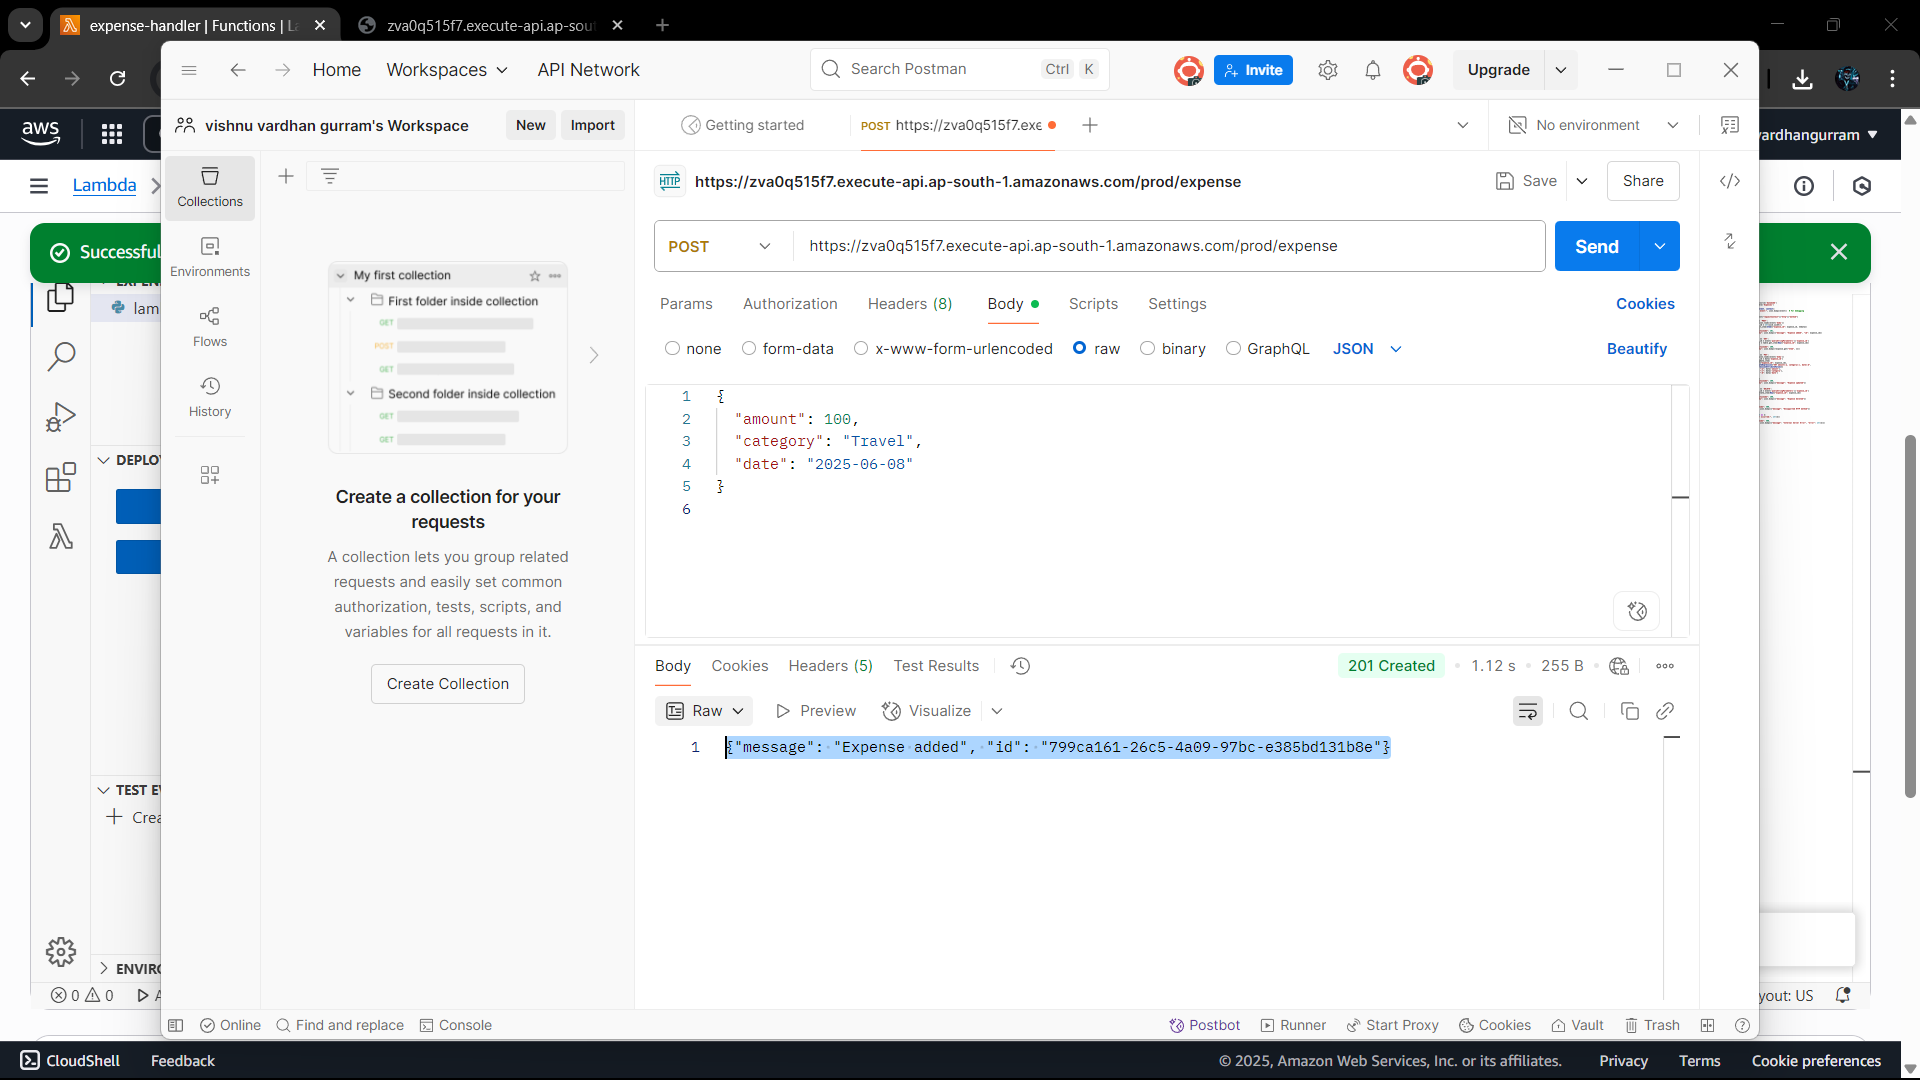 expense-handler | Functions | L
zva0q515f7.execute-api.ap-sou
Home
Workspaces
API Network
Search Postman
Ctrl
K
Invite
Upgrade
aws
vardhangurram
vishnu vardhan gurram's Workspace
New
Import
Getting started
POST https://zva0q515f7.exe
No environment
Lambda
Collections
Environments
Flows
History
https://zva0q515f7.execute-api.ap-south-1.amazonaws.com/prod/expense
Save
Share
Successful
POST
https://zva0q515f7.execute-api.ap-south-1.amazonaws.com/prod/expense
Send
Params
Authorization
Headers (8)
Body
Scripts
Settings
Cookies
none
form-data
x-www-form-urlencoded
raw
binary
GraphQL
JSON
Beautify
lam
My first collection
First folder inside collection
GET
POST
GET
Second folder inside collection
GET
GET
1 {
2 "amount": 100,
3 "category": "Travel",
4 "date": "2025-06-08"
5 }
6
DEPLOY
Create a collection for your
requests
A collection lets you group related
requests and easily set common
authorization, tests, scripts, and
variables for all requests in it.
Create Collection
Body
Cookies
Headers (5)
Test Results
201 Created
1.12 s
255 B
Raw
Preview
Visualize
1 {"message": "Expense added", "id": "799ca161-26c5-4a09-97bc-e385bd131b8e"}
TEST EV
Crea
ENVIRO
0
0
A
yout: US
Online
Find and replace
Console
Postbot
Runner
Start Proxy
Cookies
Vault
Trash
CloudShell
Feedback
© 2025, Amazon Web Services, Inc. or its affiliates.
Privacy
Terms
Cookie preferences